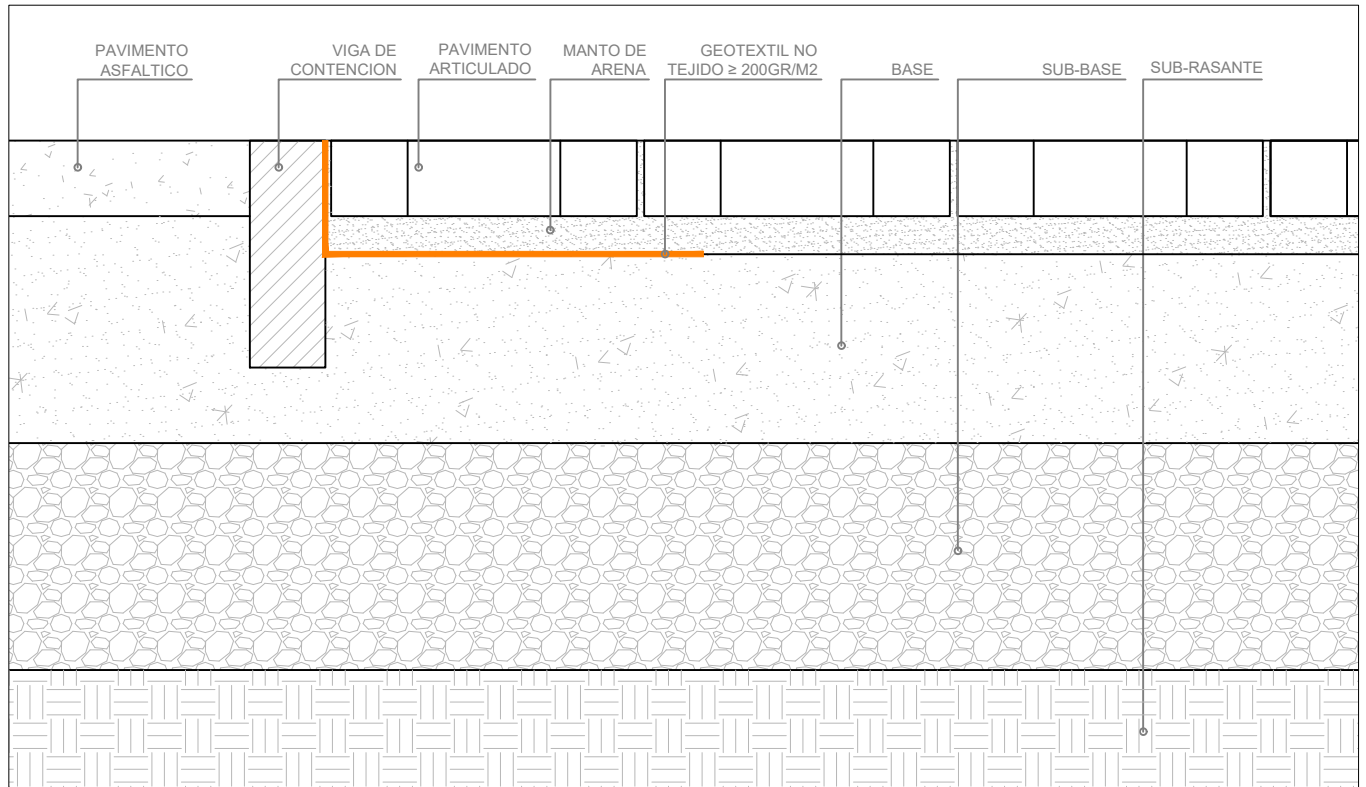 PAVIMENTO
ASFALTICO
VIGA DE
CONTENCION
PAVIMENTO
ARTICULADO
MANTO DE
ARENA
GEOTEXTIL NO
TEJIDO ≥ 200GR/M2
BASE
SUB-BASE
SUB-RASANTE